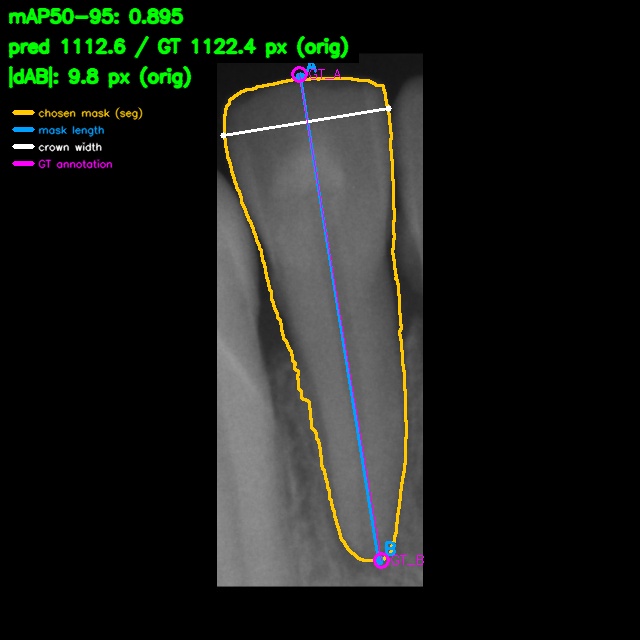 mAP50-95: 0.895
pred 1112.6 / GT 1122.4 px (orig)
|dAB|: 9.8 px (orig)
chosen mask (seg)
mask length
crown width
GT annotation
A GT_A
B
GT_B